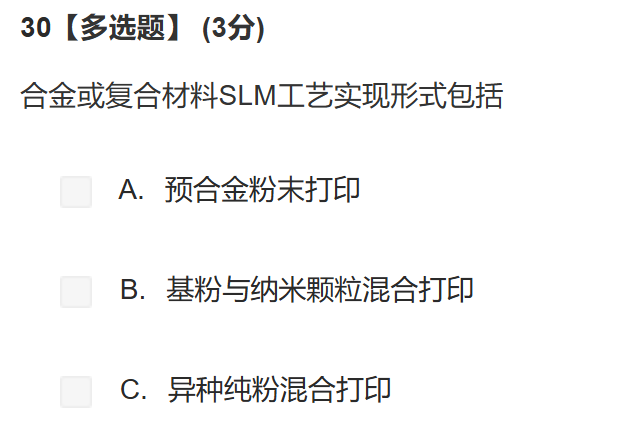 30【多选题】 (3分)
合金或复合材料SLM工艺实现形式包括
A. 预合金粉末打印
B. 基粉与纳米颗粒混合打印
C. 异种纯粉混合打印